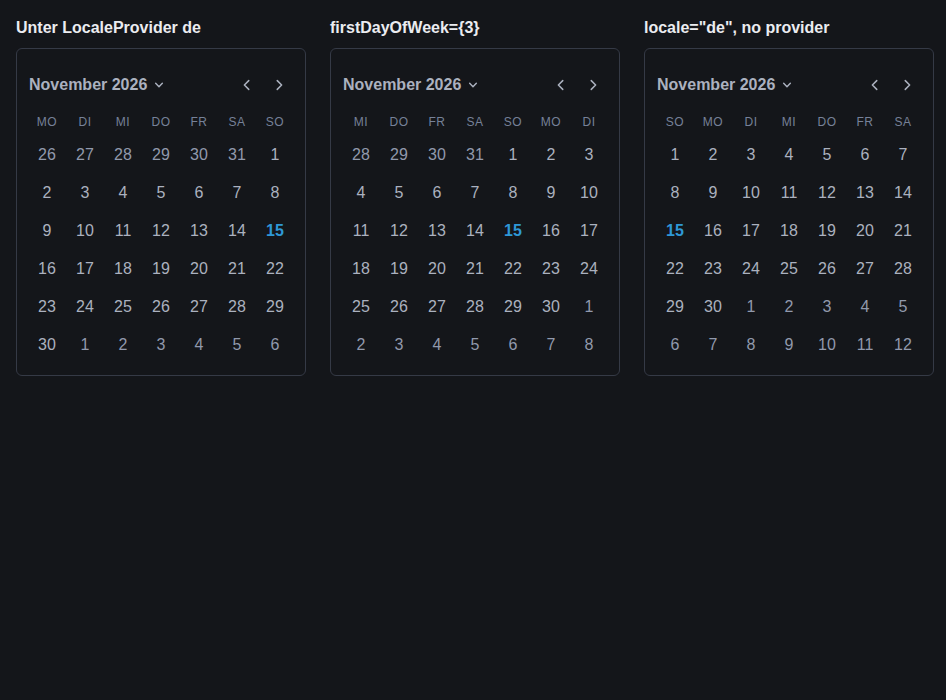 Unter LocaleProvider de
November 2026
MO DI MI DO FR SA SO
26 27 28 29 30 31 1
2 3 4 5 6 7 8
9 10 11 12 13 14 15
16 17 18 19 20 21 22
23 24 25 26 27 28 29
30 1 2 3 4 5 6
firstDayOfWeek={3}
November 2026
MI DO FR SA SO MO DI
28 29 30 31 1 2 3
4 5 6 7 8 9 10
11 12 13 14 15 16 17
18 19 20 21 22 23 24
25 26 27 28 29 30 1
2 3 4 5 6 7 8
locale="de", no provider
November 2026
SO MO DI MI DO FR SA
1 2 3 4 5 6 7
8 9 10 11 12 13 14
15 16 17 18 19 20 21
22 23 24 25 26 27 28
29 30 1 2 3 4 5
6 7 8 9 10 11 12